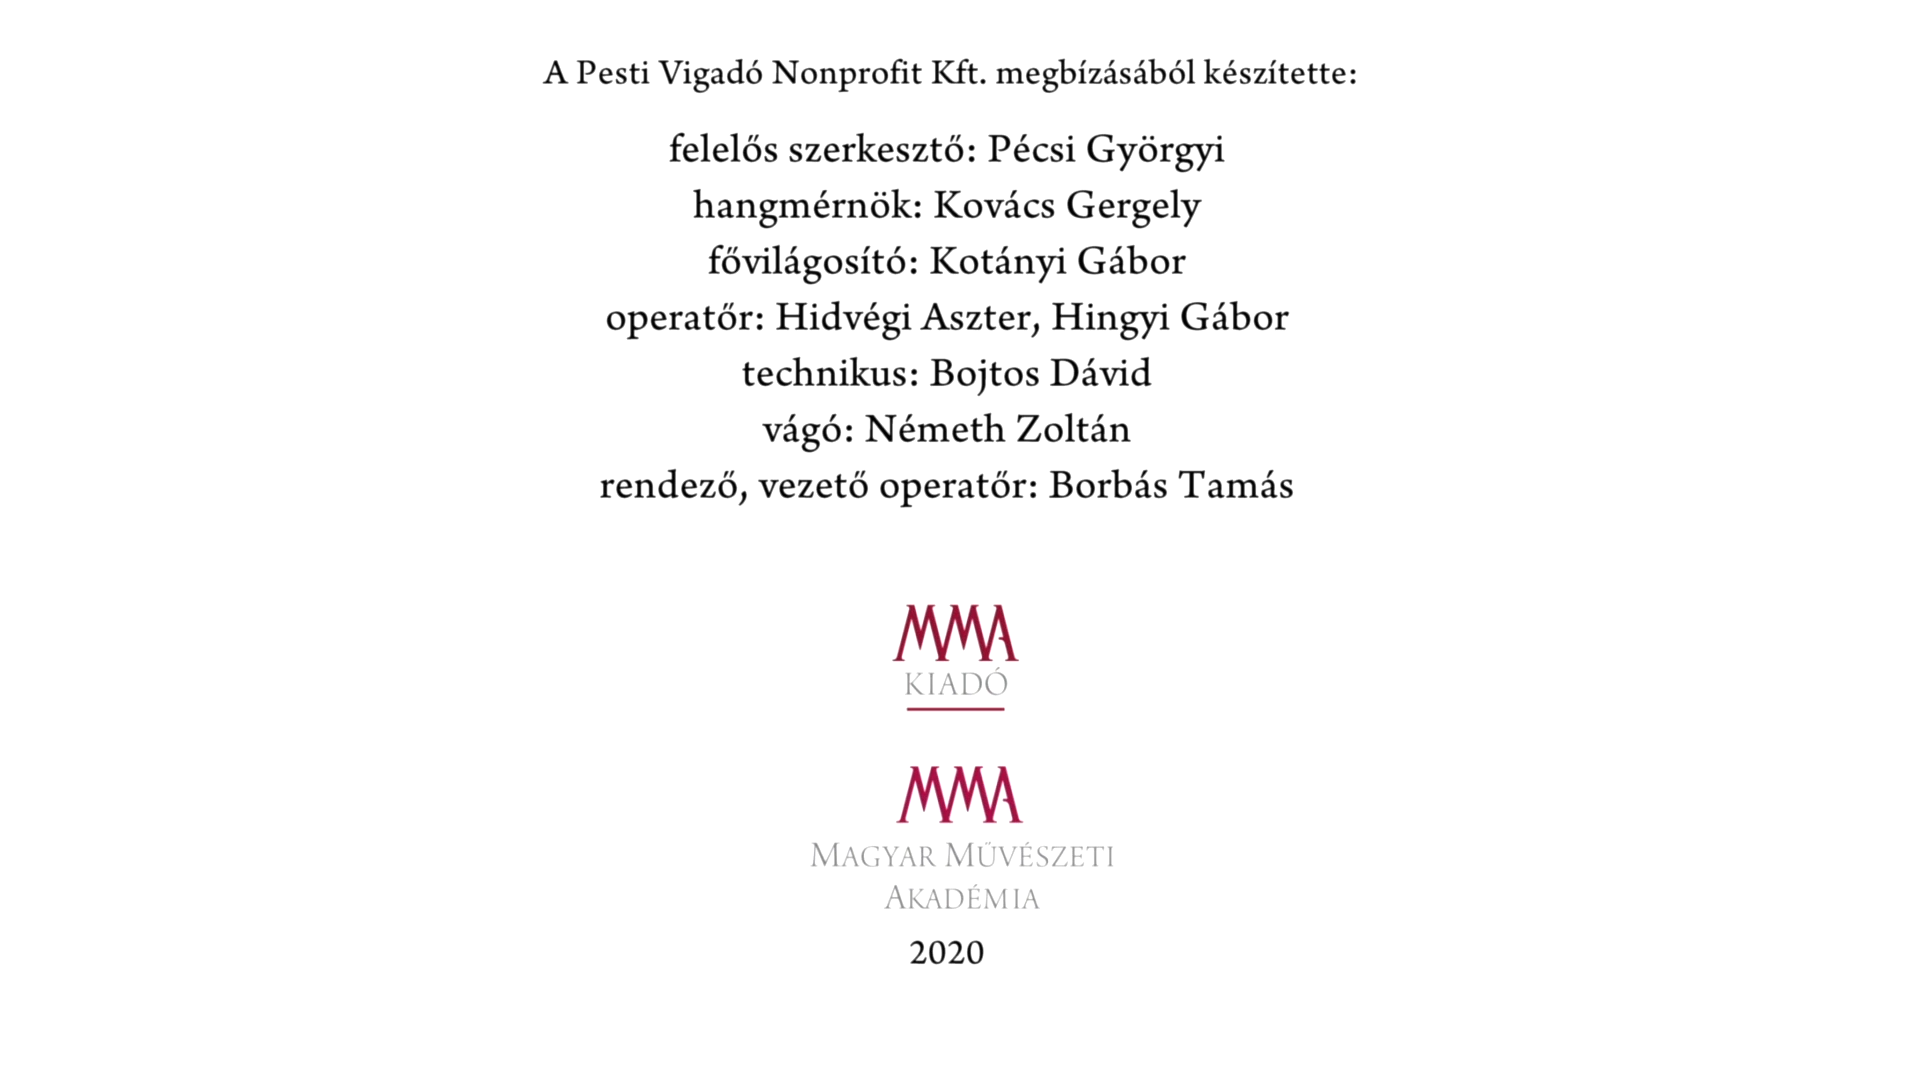 A Pesti Vigadó Nonprofit Kft. megbízásából készítette:
felelős szerkesztő: Pécsi Györgyi
hangmérnök: Kovács Gergely
fővilágosító: Kotányi Gábor
operatőr: Hidvégi Aszter, Hingyi Gábor
technikus: Bojtos Dávid
vágó: Németh Zoltán
rendező, vezető operatőr: Borbás Tamás
MMA
KIADÓ
MMA
MAGYAR MŰVÉSZETI
AKADÉMIA
2020